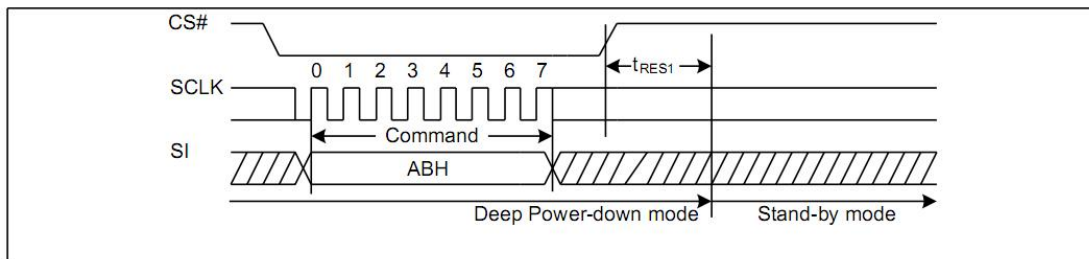 CS#
tRES1
0 1 2 3 4 5 6 7
SCLK
Command
SI
ABH
Deep Power-down mode Stand-by mode